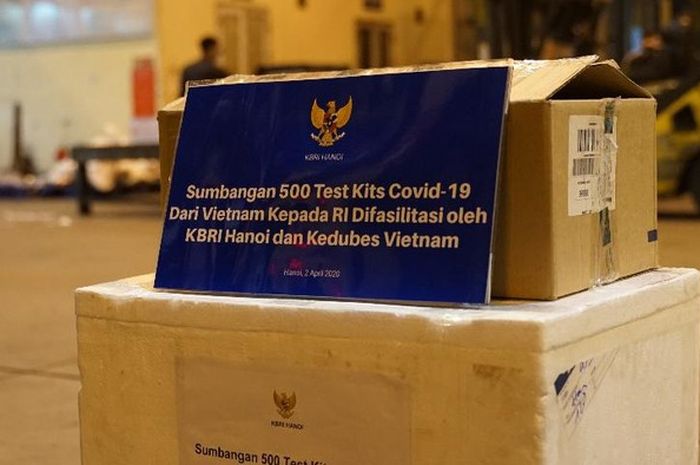 KBRI HANOI
Sumbangan 500 Test Kits Covid-19
Dari Vietnam Kepada RI Difasilitasi oleh
KBRI Hanoi dan Kedubes Vietnam
Hanoi, 2 April 2020
KBRI HANOI
Sumbangan 500 Test Kits